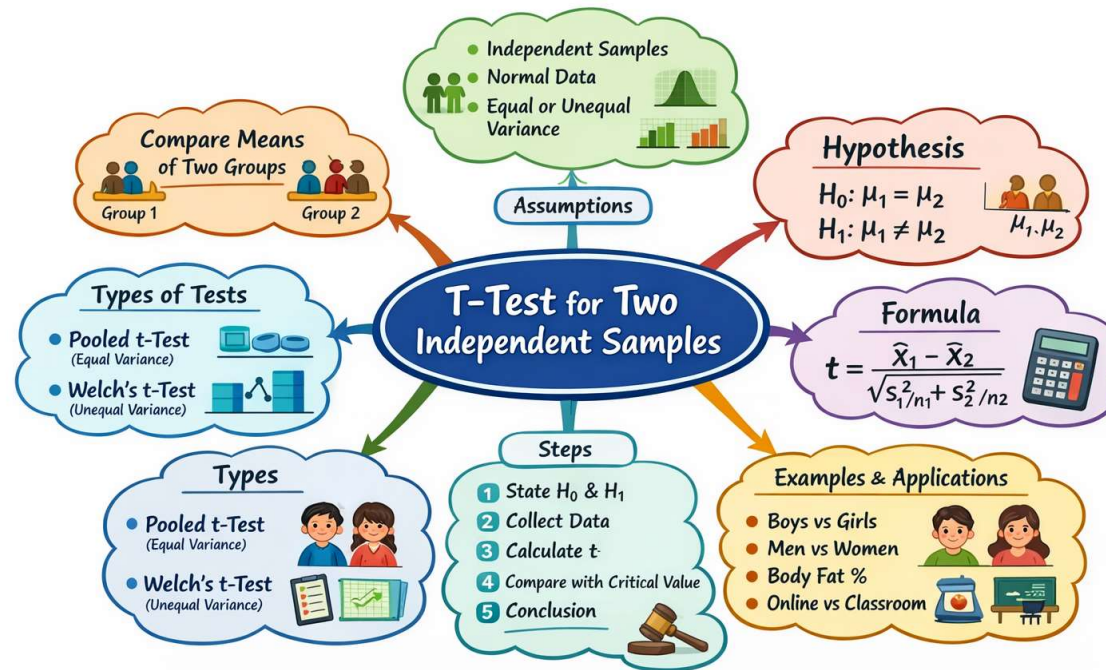 T-Test for Two
Independent Samples
Assumptions
• Independent Samples
• Normal Data
• Equal or Unequal
Variance
Compare Means
of Two Groups
Group 1
Group 2
Hypothesis
H₀: μ₁ = μ₂
H₁: μ₁ ≠ μ₂
μ₁、μ₂
Types of Tests
• Pooled t-Test
(Equal Variance)
• Welch's t-Test
(Unequal Variance)
Formula
t = (x̂₁ − x̂₂) / √(S₁²/n₁ + S₂²/n₂)
Types
• Pooled t-Test
(Equal Variance)
• Welch's t-Test
(Unequal Variance)
Steps
1 State H₀ & H₁
2 Collect Data
3 Calculate t
4 Compare with Critical Value
5 Conclusion
Examples & Applications
• Boys vs Girls
• Men vs Women
• Body Fat %
• Online vs Classroom